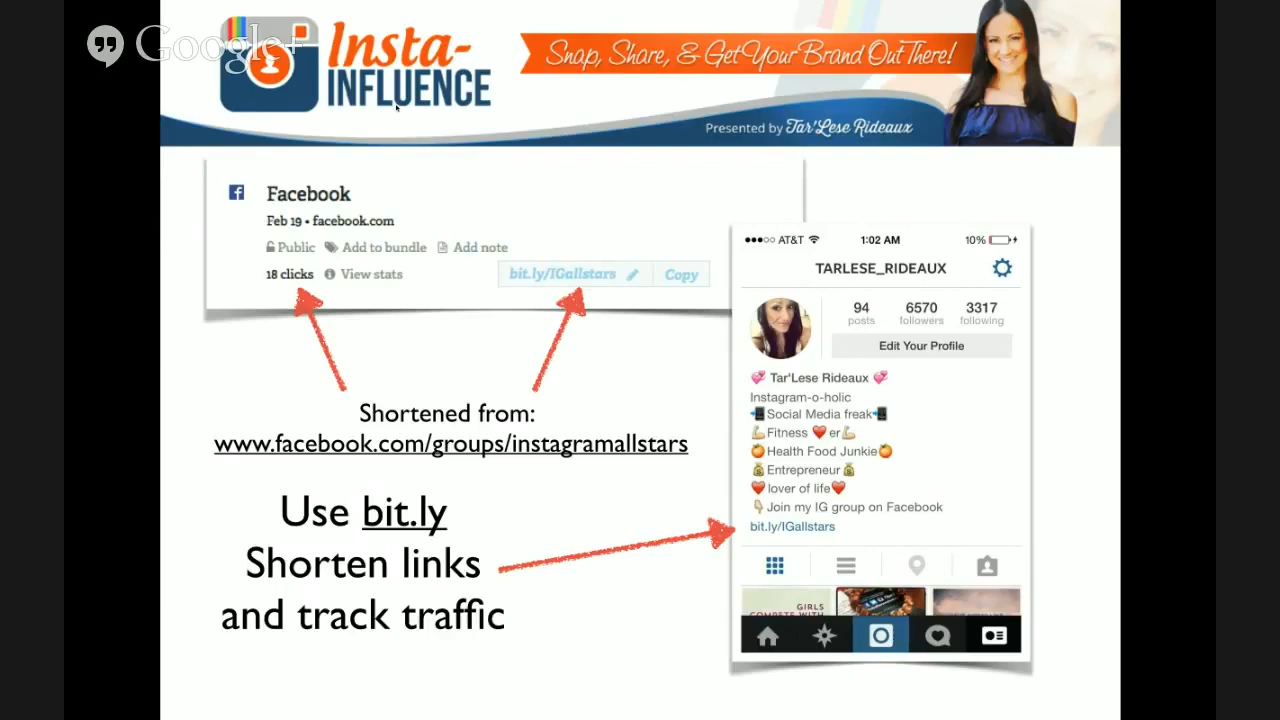 Google+
Insta-
INFLUENCE
Snap, Share, & Get Your Brand Out There!
Presented by Tar'Lese Rideaux
Facebook
Feb 19 • facebook.com
Public Add to bundle Add note
18 clicks View stats
bit.ly/IGallstars Copy
Shortened from:
www.facebook.com/groups/instagramallstars
Use bit.ly
Shorten links
and track traffic
AT&T 1:02 AM 10%
TARLESE_RIDEAUX
94 6570 3317
posts followers following
Edit Your Profile
💞 Tar'Lese Rideaux 💞
Instagram-o-holic
📲Social Media freak📲
💪Fitness ❤️er💪
🍊Health Food Junkie🍊
💰Entrepreneur💰
❤️lover of life❤️
👇Join my IG group on Facebook
bit.ly/IGallstars
GIRLS
COMPETE WITH